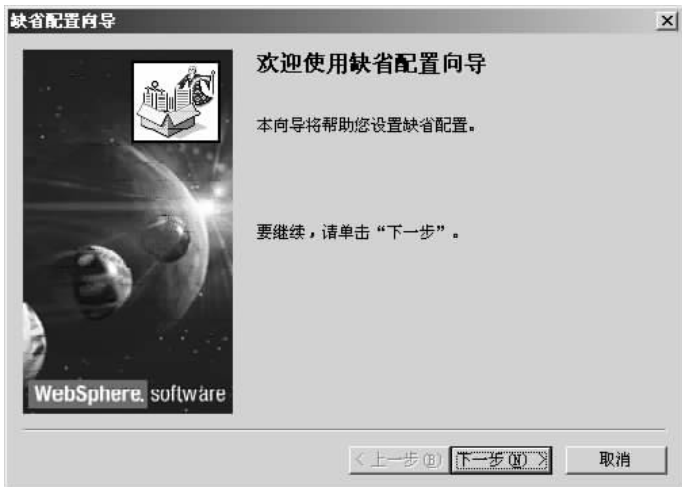 缺省配置向导
欢迎使用缺省配置向导
本向导将帮助您设置缺省配置。
要继续，请单击“下一步”。
WebSphere. software
< 上一步(B) 下一步(N) > 取消